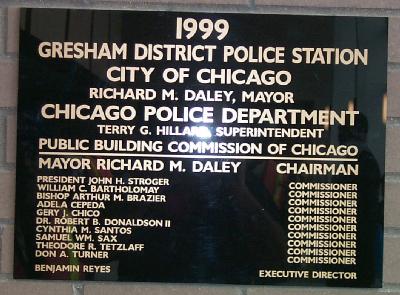 1999
GRESHAM DISTRICT POLICE STATION
CITY OF CHICAGO
RICHARD M. DALEY, MAYOR
CHICAGO POLICE DEPARTMENT
TERRY G. HILLARD, SUPERINTENDENT
PUBLIC BUILDING COMMISSION OF CHICAGO
MAYOR RICHARD M. DALEY CHAIRMAN
PRESIDENT JOHN H. STROGER COMMISSIONER
WILLIAM C. BARTHOLOMAY COMMISSIONER
BISHOP ARTHUR M. BRAZIER COMMISSIONER
ADELA CEPEDA COMMISSIONER
GERY J. CHICO COMMISSIONER
DR. ROBERT B. DONALDSON II COMMISSIONER
CYNTHIA M. SANTOS COMMISSIONER
SAMUEL WM. SAX COMMISSIONER
THEODORE R. TETZLAFF COMMISSIONER
DON A. TURNER COMMISSIONER
BENJAMIN REYES EXECUTIVE DIRECTOR